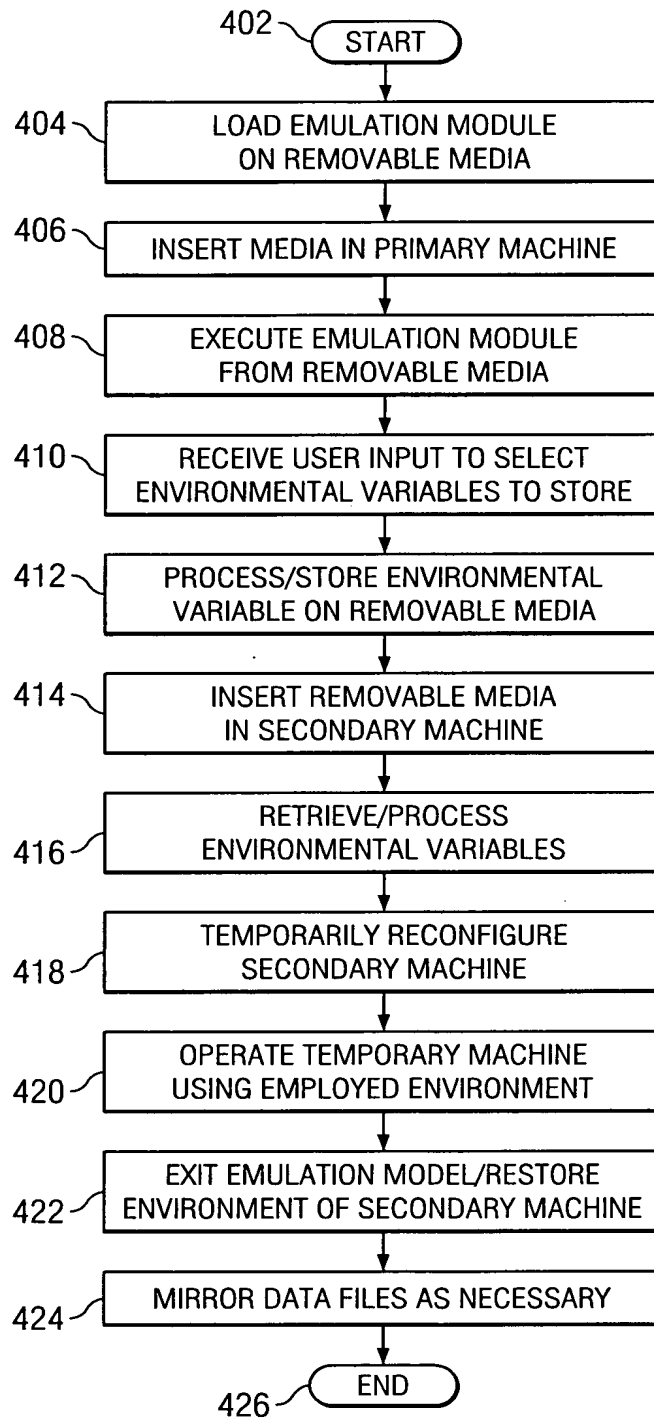 402
START
404
LOAD EMULATION MODULE
ON REMOVABLE MEDIA
406
INSERT MEDIA IN PRIMARY MACHINE
408
EXECUTE EMULATION MODULE
FROM REMOVABLE MEDIA
410
RECEIVE USER INPUT TO SELECT
ENVIRONMENTAL VARIABLES TO STORE
412
PROCESS/STORE ENVIRONMENTAL
VARIABLE ON REMOVABLE MEDIA
414
INSERT REMOVABLE MEDIA
IN SECONDARY MACHINE
416
RETRIEVE/PROCESS
ENVIRONMENTAL VARIABLES
418
TEMPORARILY RECONFIGURE
SECONDARY MACHINE
420
OPERATE TEMPORARY MACHINE
USING EMPLOYED ENVIRONMENT
422
EXIT EMULATION MODEL/RESTORE
ENVIRONMENT OF SECONDARY MACHINE
424
MIRROR DATA FILES AS NECESSARY
426
END